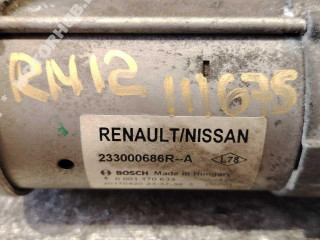 RM12 111675
RENAULT/NISSAN
233000686R--A
L78
BOSCH Made in Hungary